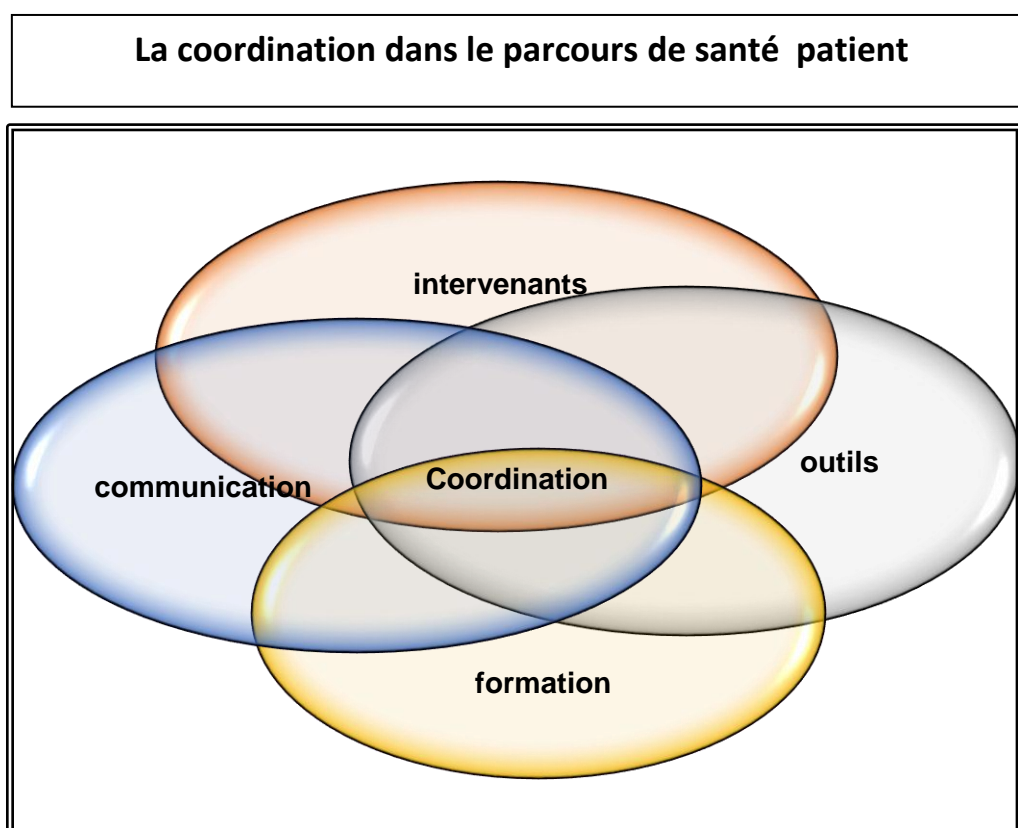 La coordination dans le parcours de santé  patient
intervenants
outils
communication
Coordination
formation